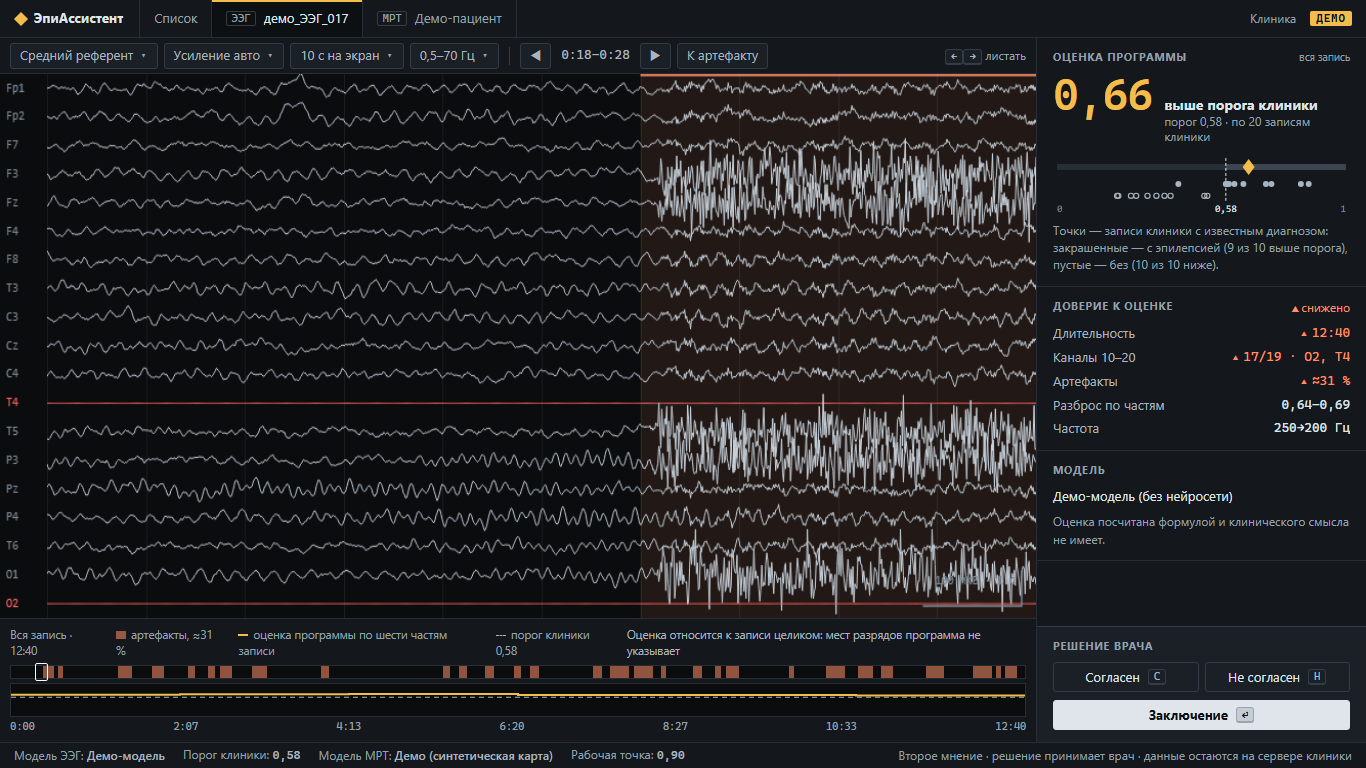 ЭпиАссистент
Список
ЭЭГ демо_ЭЭГ_017
МРТ Демо-пациент
Клиника ДЕМО
Средний референт ▾ Усиление авто ▾ 10 с на экран ▾ 0,5–70 Гц ▾ ◀ 0:18–0:28 ▶ К артефакту ← → листать
Fp1
Fp2
F7
F3
Fz
F4
F8
T3
C3
Cz
C4
T4
T5
P3
Pz
P4
T6
O1
O2
Вся запись · 
12:40
артефакты, ≈31
%
оценка программы по шести частям
записи
порог клиники
0,58
Оценка относится к записи целиком: мест разрядов программа не
указывает
0:00 2:07 4:13 6:20 8:27 10:33 12:40
ОЦЕНКА ПРОГРАММЫ вся запись
0,66 выше порога клиники
порог 0,58 · по 20 записям
клиники
0 0,58 1
Точки — записи клиники с известным диагнозом:
закрашенные — с эпилепсией (9 из 10 выше порога),
пустые — без (10 из 10 ниже).
ДОВЕРИЕ К ОЦЕНКЕ ▲ снижено
Длительность ▲ 12:40
Каналы 10–20 ▲ 17/19 · O2, T4
Артефакты ▲ ≈31 %
Разброс по частям 0,64–0,69
Частота 250→200 Гц
МОДЕЛЬ
Демо-модель (без нейросети)
Оценка посчитана формулой и клинического смысла
не имеет.
РЕШЕНИЕ ВРАЧА
Согласен С
Не согласен Н
Заключение ↵
Модель ЭЭГ: Демо-модель Порог клиники: 0,58 Модель МРТ: Демо (синтетическая карта) Рабочая точка: 0,90 Второе мнение · решение принимает врач · данные остаются на сервере клиники